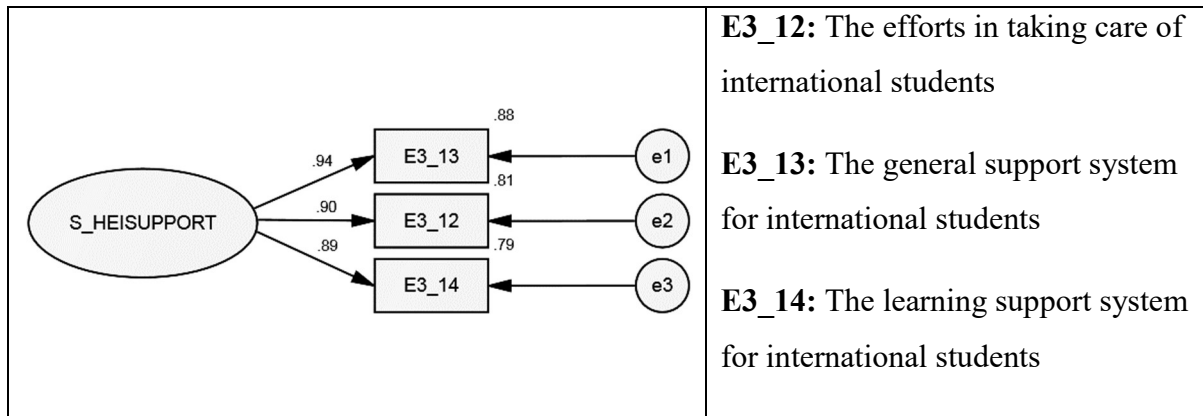 .88
.94
E3_13
e1
.81
S_HEISUPPORT
.90
E3_12
e2
.79
.89
E3_14
e3
E3_12: The efforts in taking care of
international students
E3_13: The general support system
for international students
E3_14: The learning support system
for international students